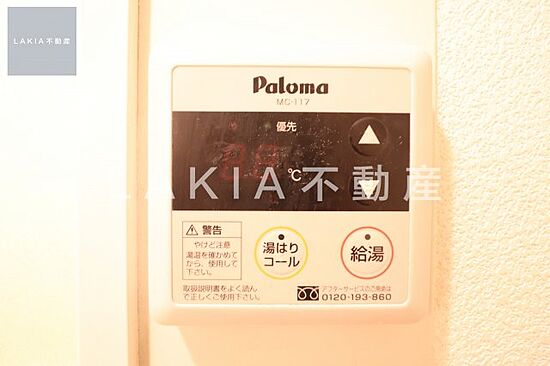 LAKIA不動産
Paloma
MC-117
優先
℃
LAKIA不動産
警告
やけど注意
湯温を確かめて
から、使用して
下さい。
湯はり
コール
給湯
取扱説明書をよく読ん
で正しくご使用下さい。
アフターサービスのご用命は
0120-193-860